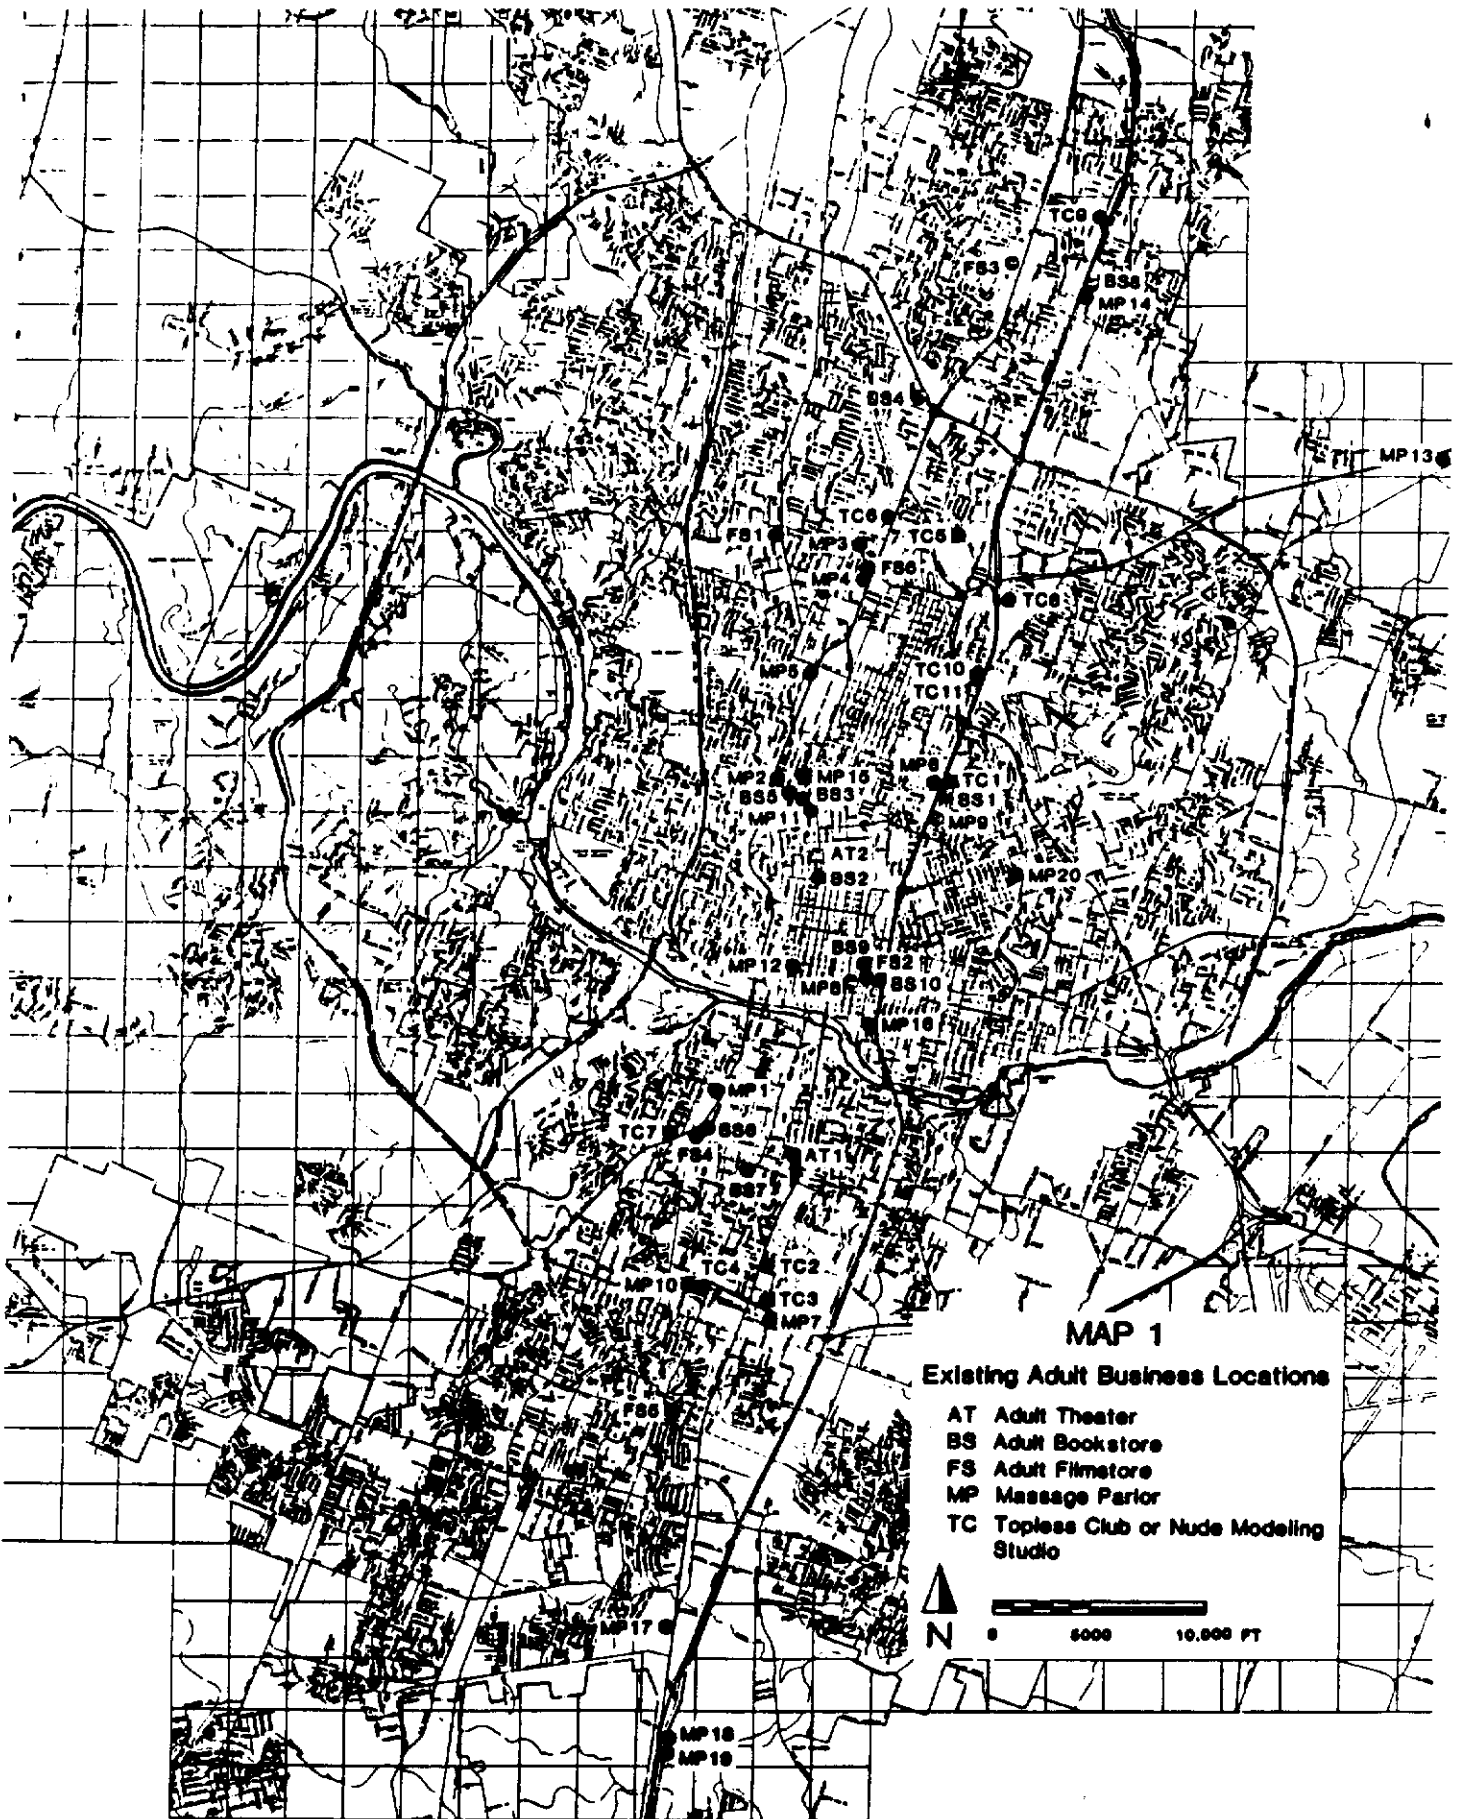 TC9
FS3
BS8
MP14
BS4
MP13
TC6
FS1
TC5
MP3
FS6
MP4
TC8
MP5
TC10
TC11
MP2
MP15
TC1
BS5
BS3
BS1
MP11
MP9
AT2
BS2
MP20
BS9
FS2
MP12
BS10
MP16
MP1
TC7
BS6
FS4
AT1
BS7
TC4
TC2
MP10
TC3
MP7
MAP 1
Existing Adult Business Locations
AT Adult Theater
BS Adult Bookstore
FS5
FS Adult Filmstore
MP Massage Parlor
TC Topless Club or Nude Modeling
Studio
N
0 5000 10,000 FT
MP17
MP18
MP19